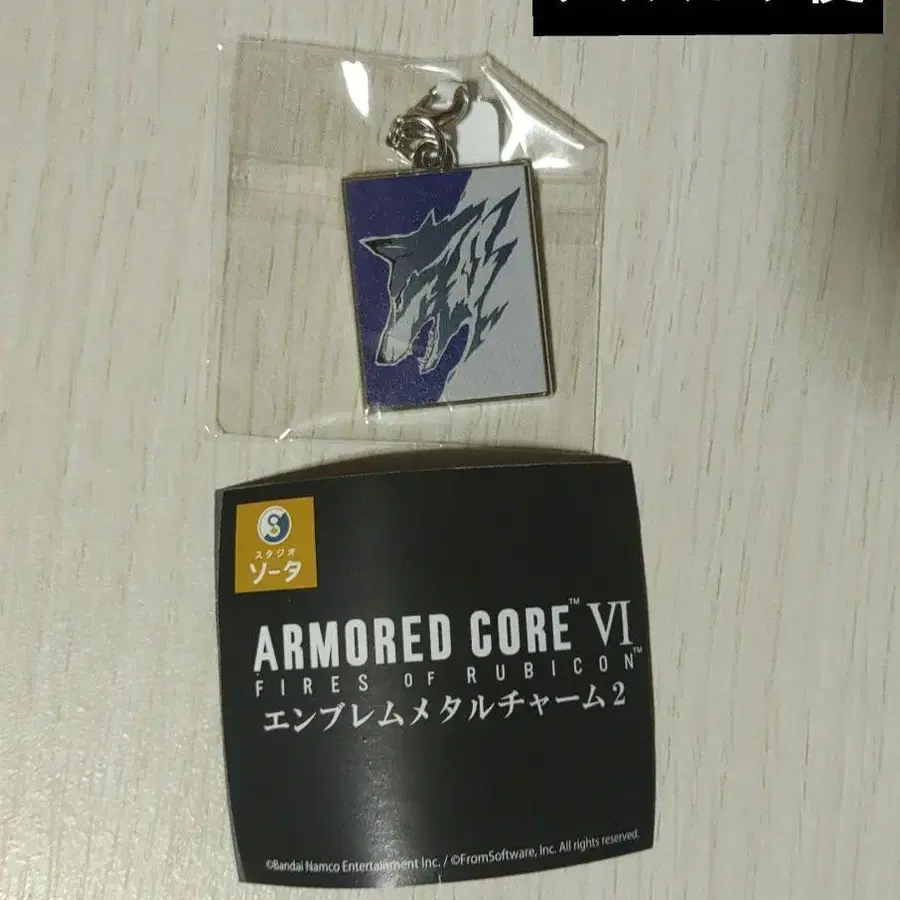 スタジオ
ソータ
ARMORED CORE™ VI
FIRES OF RUBICON™
エンブレムメタルチャーム2
©Bandai Namco Entertainment Inc. / ©FromSoftware, Inc. All rights reserved.